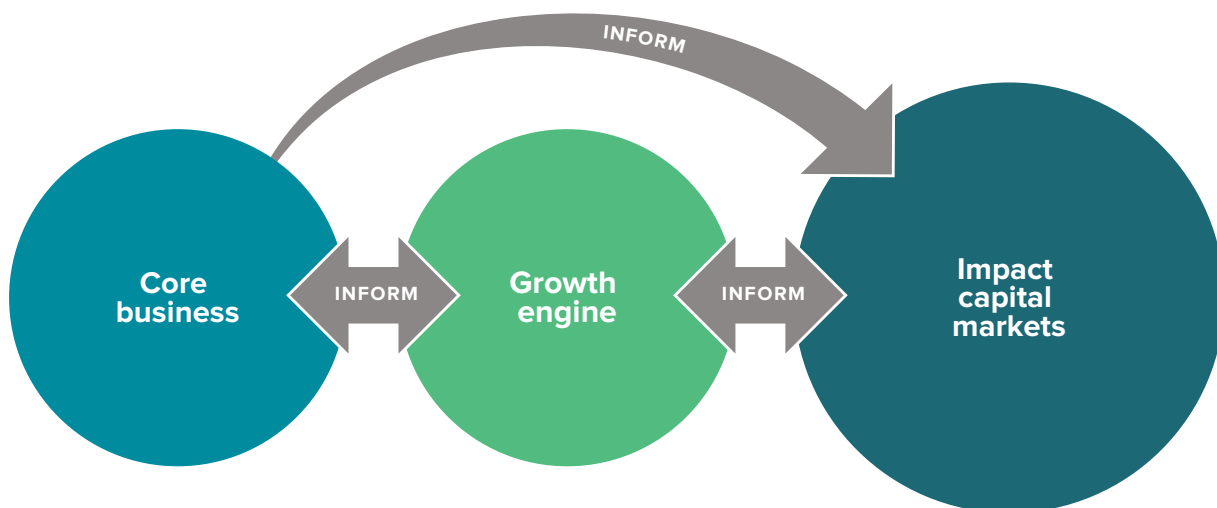 INFORM
Core
business
INFORM
Growth
engine
INFORM
Impact
capital
markets